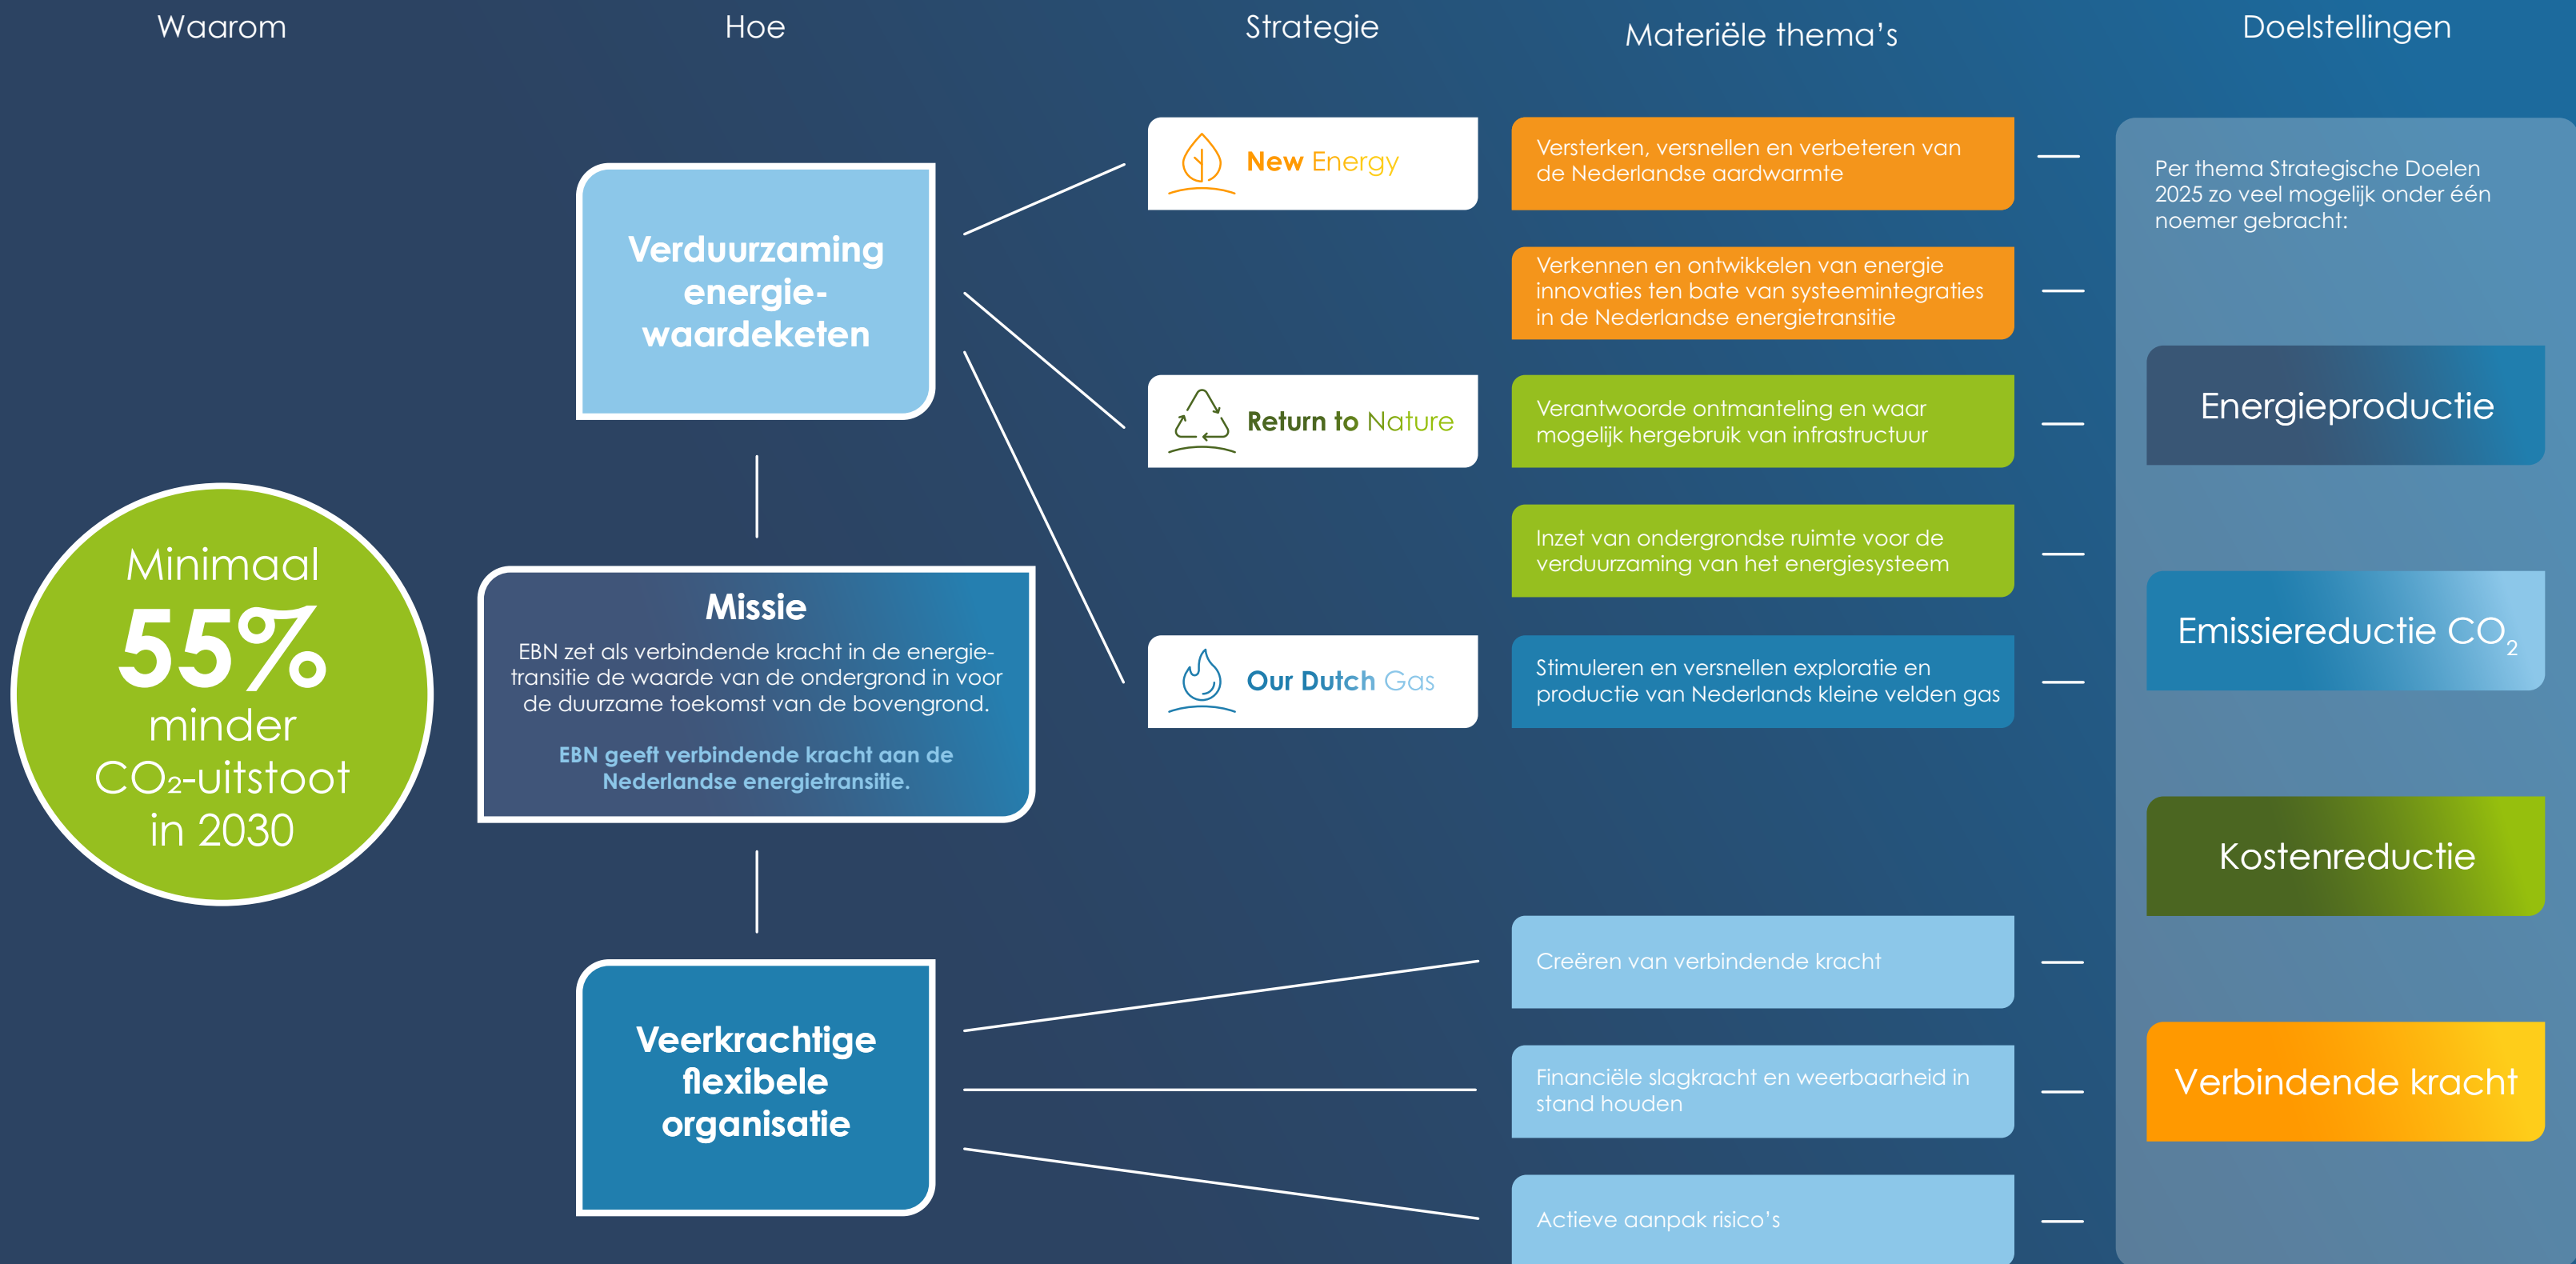 Waarom
Hoe
Strategie
Materiële thema's
Doelstellingen
Minimaal
55%
minder
CO₂-uitstoot
in 2030
Verduurzaming
energie-
waardeketen
Missie
EBN zet als verbindende kracht in de energie-
transitie de waarde van de ondergrond in voor
de duurzame toekomst van de bovengrond.
EBN geeft verbindende kracht aan de
Nederlandse energietransitie.
Veerkrachtige
flexibele
organisatie
New Energy
Return to Nature
Our Dutch Gas
Versterken, versnellen en verbeteren van
de Nederlandse aardwarmte
Verkennen en ontwikkelen van energie
innovaties ten bate van systeemintegraties
in de Nederlandse energietransitie
Verantwoorde ontmanteling en waar
mogelijk hergebruik van infrastructuur
Inzet van ondergrondse ruimte voor de
verduurzaming van het energiesysteem
Stimuleren en versnellen exploratie en
productie van Nederlands kleine velden gas
Creëren van verbindende kracht
Financiële slagkracht en weerbaarheid in
stand houden
Actieve aanpak risico's
Per thema Strategische Doelen
2025 zo veel mogelijk onder één
noemer gebracht:
Energieproductie
Emissiereductie CO₂
Kostenreductie
Verbindende kracht